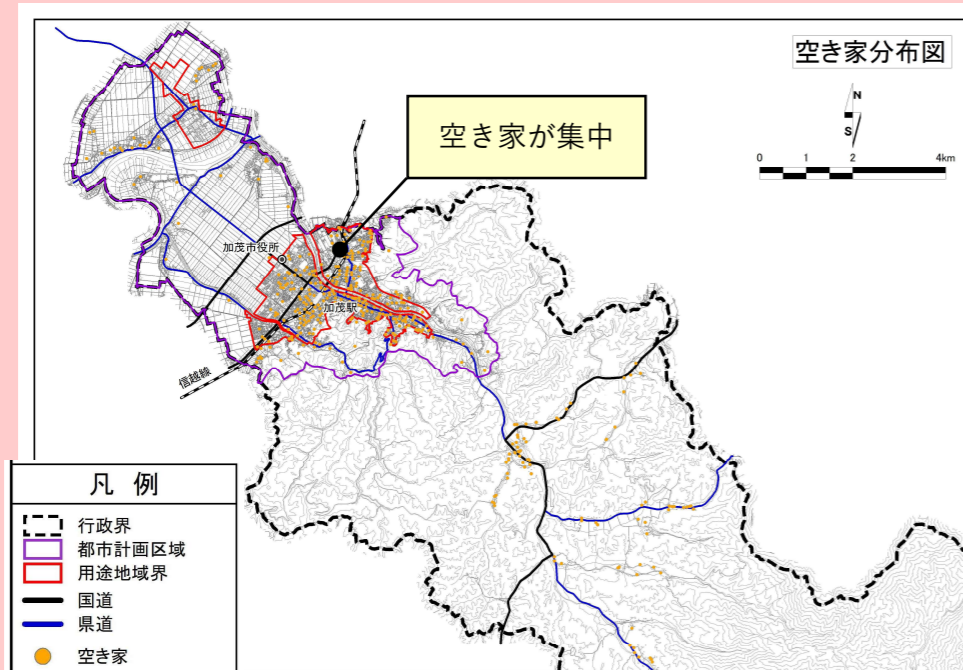 空き家分布図
N
S
0 1 2 4km
空き家が集中
加茂市役所
加茂駅
信越線
凡 例
行政界
都市計画区域
用途地域界
国道
県道
空き家